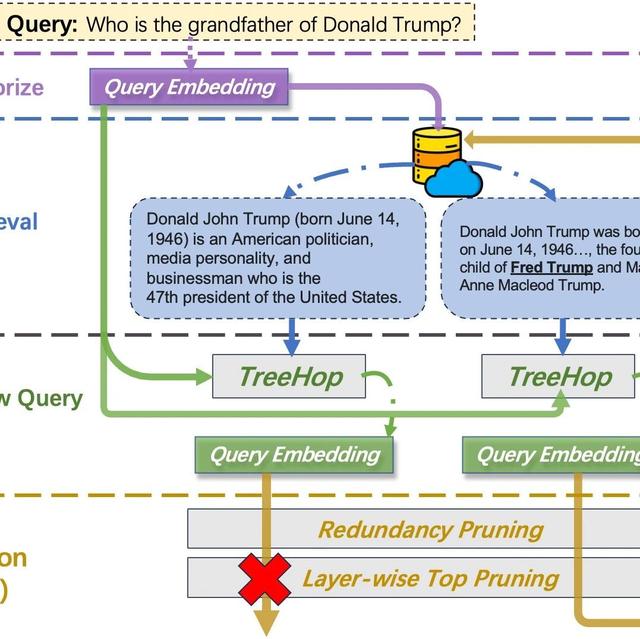 Query: Who is the grandfather of Donald Trump?
orize
Query Embedding
eval
Donald John Trump (born June 14,
1946) is an American politician,
media personality, and
businessman who is the
47th president of the United States.
Donald John Trump was bo
on June 14, 1946…, the fou
child of Fred Trump and Ma
Anne Macleod Trump.
TreeHop
TreeHop
w Query
Query Embedding
Query Embedding
Redundancy Pruning
on
Layer-wise Top Pruning
)